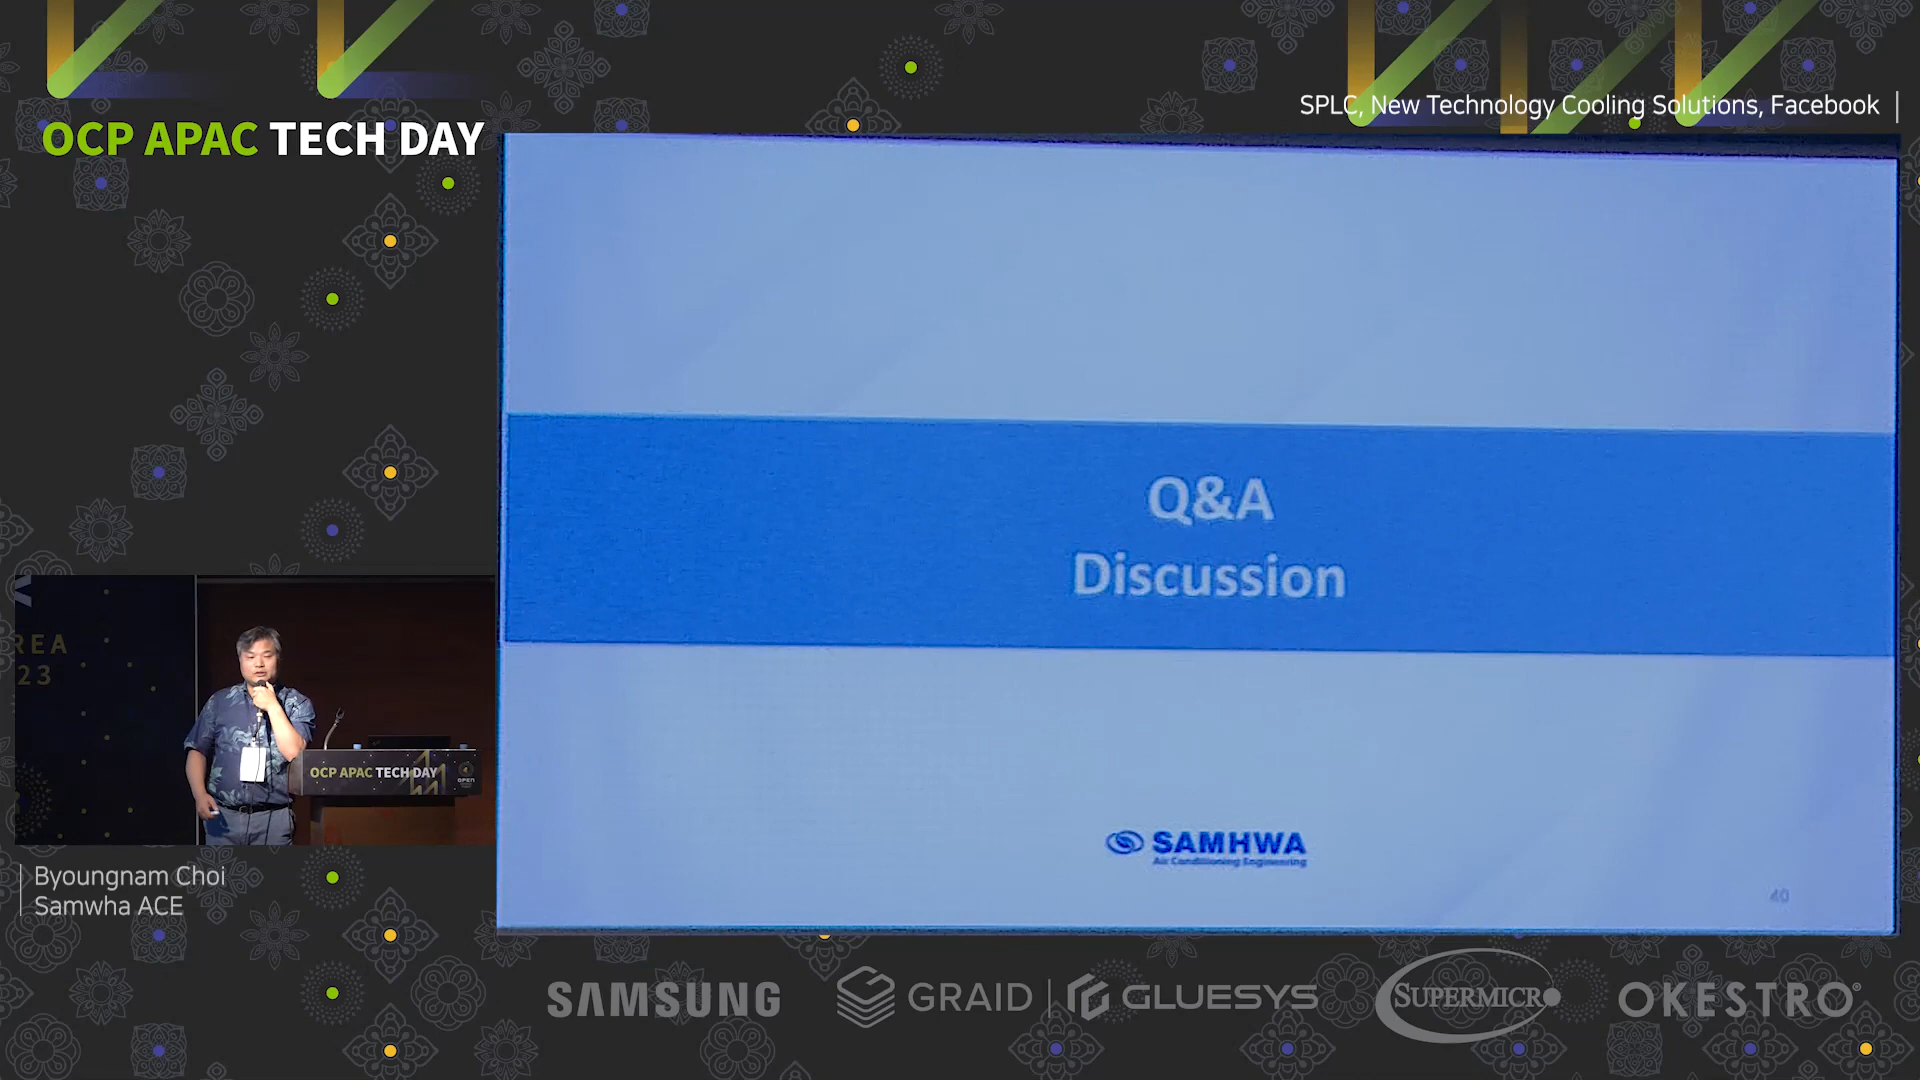 OCP APAC TECH DAY
SPLC, New Technology Cooling Solutions, Facebook
Q&A
Discussion
SAMHWA
Air Conditioning Engineering
40
REA
23
OCP APAC TECH DAY
OPEN
Byoungnam Choi
Samwha ACE
SAMSUNG
GRAID
GLUESYS
SUPERMICRO
OKESTRO